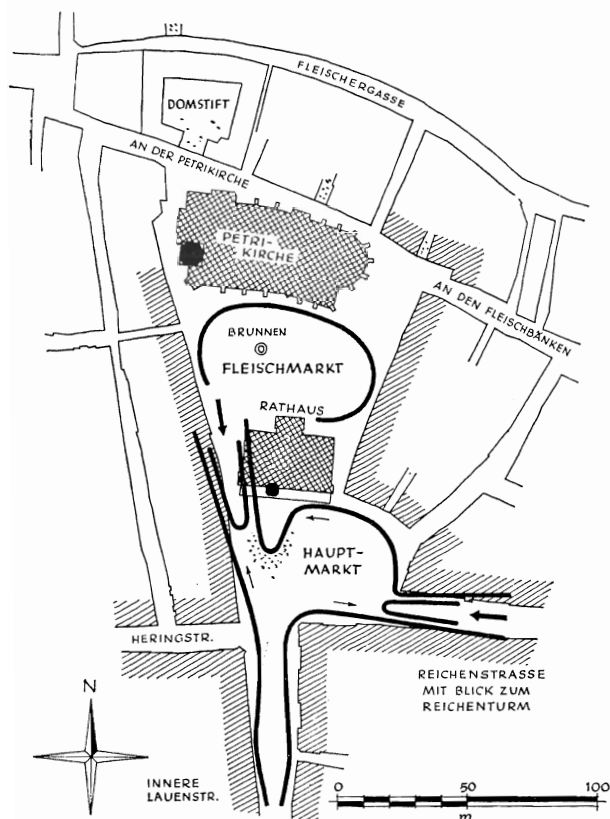 FLEISCHERGASSE
DOMSTIFT
AN DER PETRIKIRCHE
PETRI-
KIRCHE
AN DEN FLEISCHBÄNKEN
BRUNNEN
FLEISCHMARKT
RATHAUS
HAUPT-
MARKT
HERINGSTR.
REICHENSTRASSE
MIT BLICK ZUM
REICHENTURM
N
INNERE
LAUENSTR.
0 50 100
m